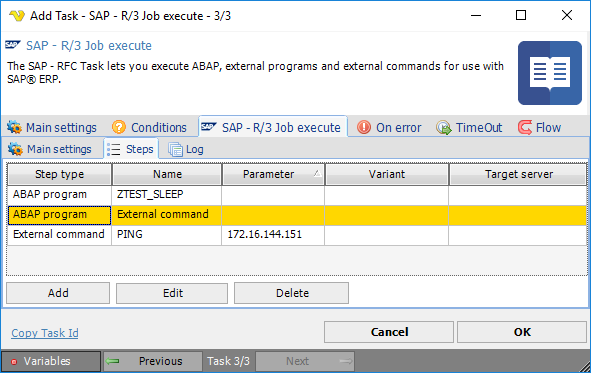 Add Task - SAP - R/3 Job execute - 3/3
SAP SAP - R/3 Job execute
The SAP - RFC Task lets you execute ABAP, external programs and external commands for use with
SAP® ERP.
Main settings Conditions SAP SAP - R/3 Job execute On error TimeOut Flow
Main settings Steps Log
Step type Name Parameter Variant Target server
ABAP program ZTEST_SLEEP
ABAP program External command
External command PING 172.16.144.151
Add Edit Delete
Copy Task Id Cancel OK
Variables Previous Task 3/3 Next